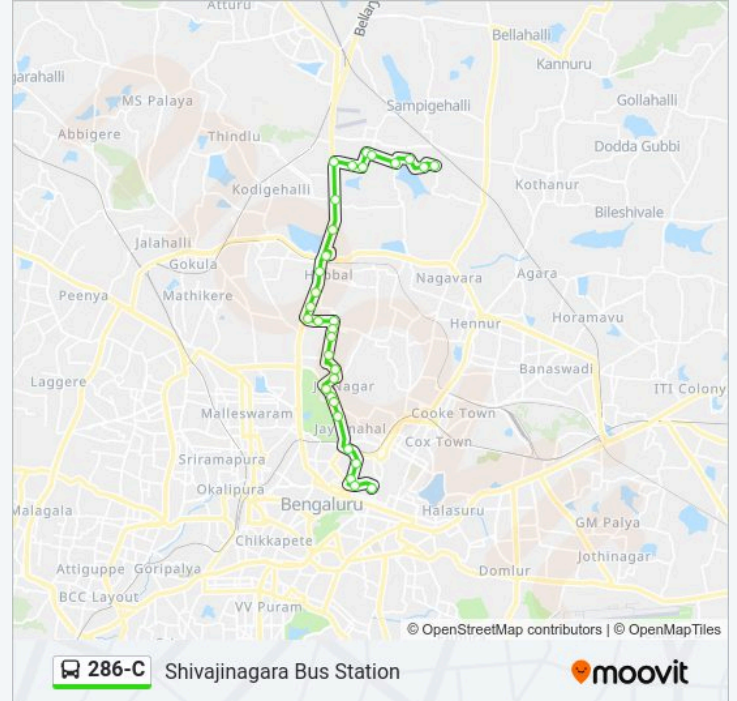 Atturu
Bellary
Bellahalli
Kannuru
garahalli
MS Palaya
Sampigehalli
Gollahalli
Abbigere
Thindlu
Dodda Gubbi
Kodigehalli
Kothanur
Bileshivale
Jalahalli
Gokula
Hebbal
Nagavara
Agara
Peenya
Mathikere
Hennur
Horamavu
Banaswadi
Laggere
J
Nagar
ITI Colony
Malleswaram
Cooke Town
Jay
mahal
Cox Town
Sriramapura
Okalipura
Bengaluru
Halasuru
Malagala
GM Palya
Chikkapete
Attiguppe
Goripalya
Domlur
Jothinagar
BCC Layout
VV Puram
© OpenStreetMap contributors | © OpenMapTiles
286-C Shivajinagara Bus Station
moovit